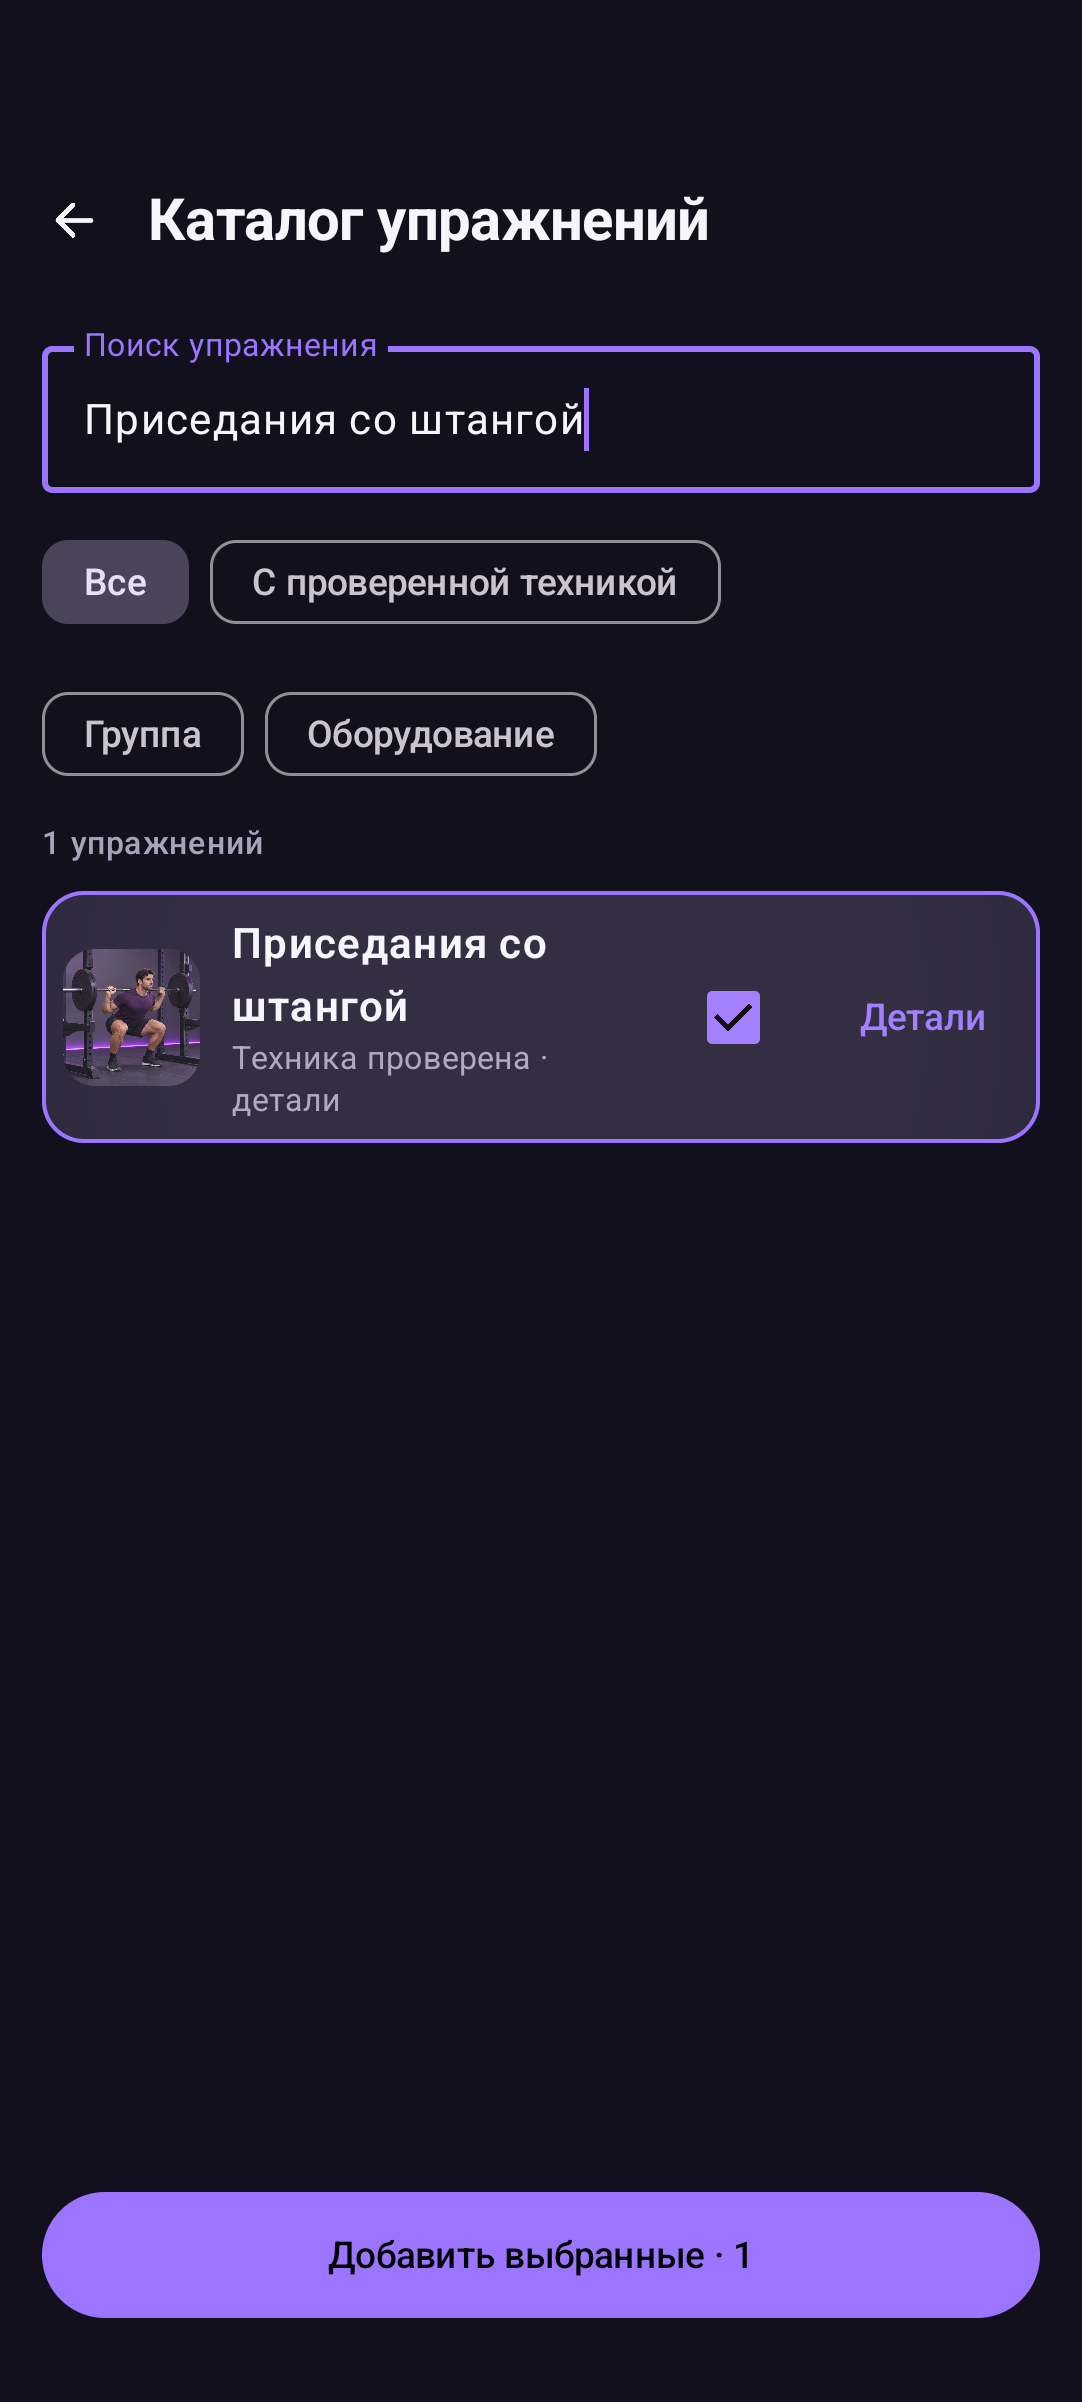 Каталог упражнений
Поиск упражнения
Приседания со штангой
Все
С проверенной техникой
Группа
Оборудование
1 упражнений
Приседания со
штангой
Техника проверена ·
детали
Детали
Добавить выбранные · 1